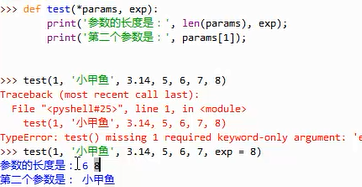 >>> def test(*params, exp):
print('参数的长度是：', len(params), exp);
print('第二个参数是：', params[1]);
>>> test(1, '小甲鱼', 3.14, 5, 6, 7, 8)
Traceback (most recent call last):
File "<pyshell#25>", line 1, in <module>
test(1, '小甲鱼', 3.14, 5, 6, 7, 8)
TypeError: test() missing 1 required keyword-only argument: 'e
>>> test(1, '小甲鱼', 3.14, 5, 6, 7, exp = 8)
参数的长度是： 6 8
第二个参数是： 小甲鱼